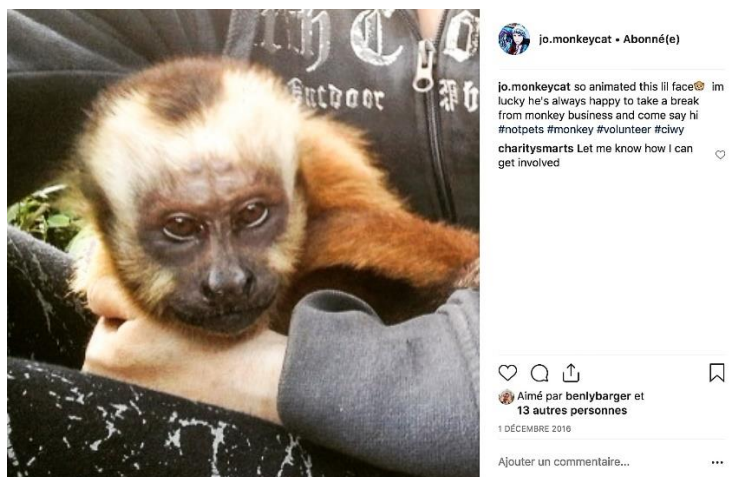 th C
Outdoor
jo.monkeycat • Abonné(e)
jo.monkeycat so animated this lil face🐵 im
lucky he's always happy to take a break
from monkey business and come say hi
#notpets #monkey #volunteer #ciwy
charitysmarts Let me know how I can
get involved
Aimé par benlybarger et
13 autres personnes
1 DÉCEMBRE 2016
Ajouter un commentaire...